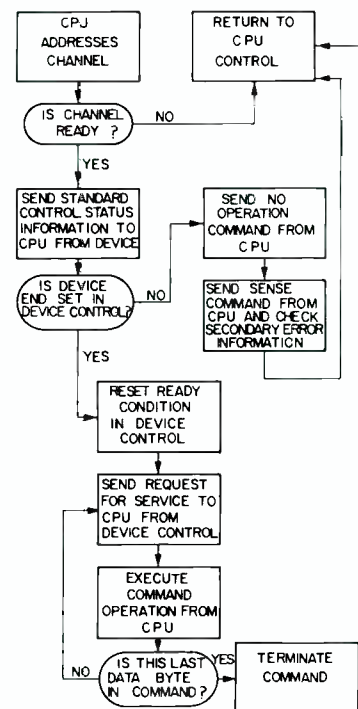 CPJ
ADDRESSES
CHANNEL
RETURN TO
CPU
CONTROL
IS CHANNEL
READY ?
NO
YES
SEND STANDARD
CONTROL STATUS
INFORMATION TO
CPU FROM DEVICE
SEND NO
OPERATION
COMMAND FROM
CPU
IS DEVICE
END SET IN
DEVICE CONTROL?
NO
SEND SENSE
COMMAND FROM
CPU AND CHECK
SECONDARY ERROR
INFORMATION
YES
RESET READY
CONDITION
IN DEVICE
CONTROL
SEND REQUEST
FOR SERVICE TO
CPU FROM
DEVICE CONTROL
EXECUTE
COMMAND
OPERATION FROM
CPU
NO
IS THIS LAST
DATA BYTE
IN COMMAND?
YES
TERMINATE
COMMAND